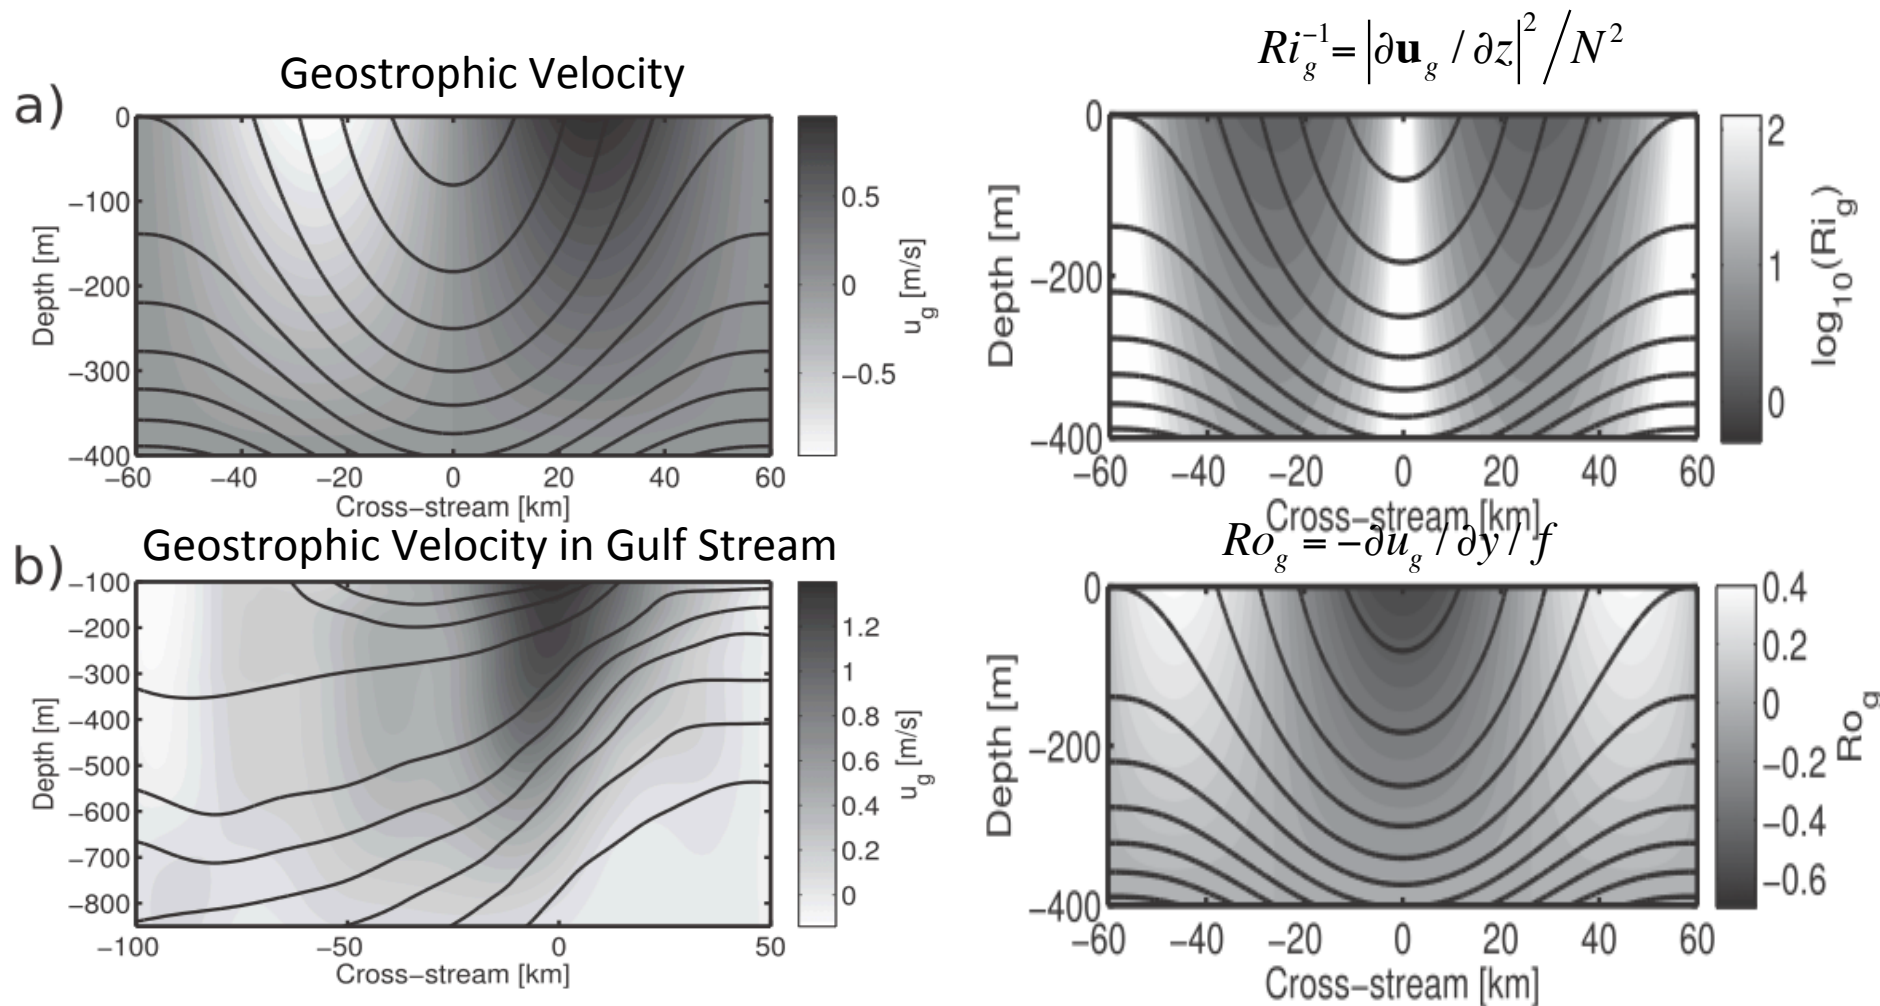 a)
Geostrophic Velocity
0
−100
−200
−300
−400
Depth [m]
−60 −40 −20 0 20 40 60
Cross−stream [km]
0.5
0
−0.5
u_g [m/s]
Ri_g^{-1} = |∂u_g / ∂z|^2 / N^2
0
−200
−400
Depth [m]
−60 −40 −20 0 20 40 60
Cross−stream [km]
2
1
0
log_{10}(Ri_g)
b)
Geostrophic Velocity in Gulf Stream
−100
−200
−300
−400
−500
−600
−700
−800
Depth [m]
−100 −50 0 50
Cross−stream [km]
1.2
1
0.8
0.6
0.4
0.2
0
u_g [m/s]
Ro_g = −∂u_g / ∂y / f
0
−200
−400
Depth [m]
−60 −40 −20 0 20 40 60
Cross−stream [km]
0.4
0.2
0
−0.2
−0.4
−0.6
Ro_g